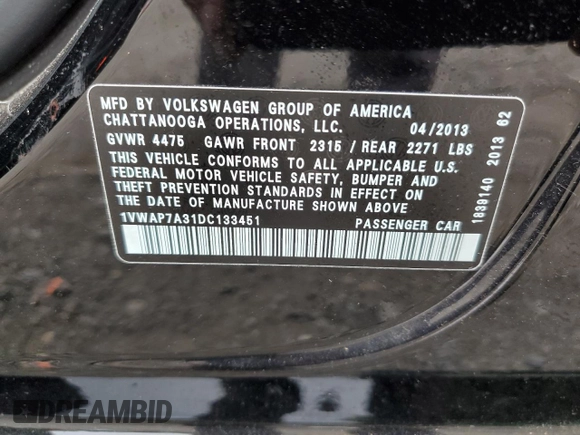 MFD BY VOLKSWAGEN GROUP OF AMERICA
CHATTANOOGA OPERATIONS, LLC. 04/2013
GVWR 4475 GAWR FRONT 2315 / REAR 2271 LBS
THIS VEHICLE CONFORMS TO ALL APPLICABLE U.S.
FEDERAL MOTOR VEHICLE SAFETY, BUMPER AND
THEFT PREVENTION STANDARDS IN EFFECT ON
THE DATE OF MANUFACTURE SHOWN ABOVE
1VWAP7A31DC133451 PASSENGER CAR
1839140 2013 62
DREAMBID